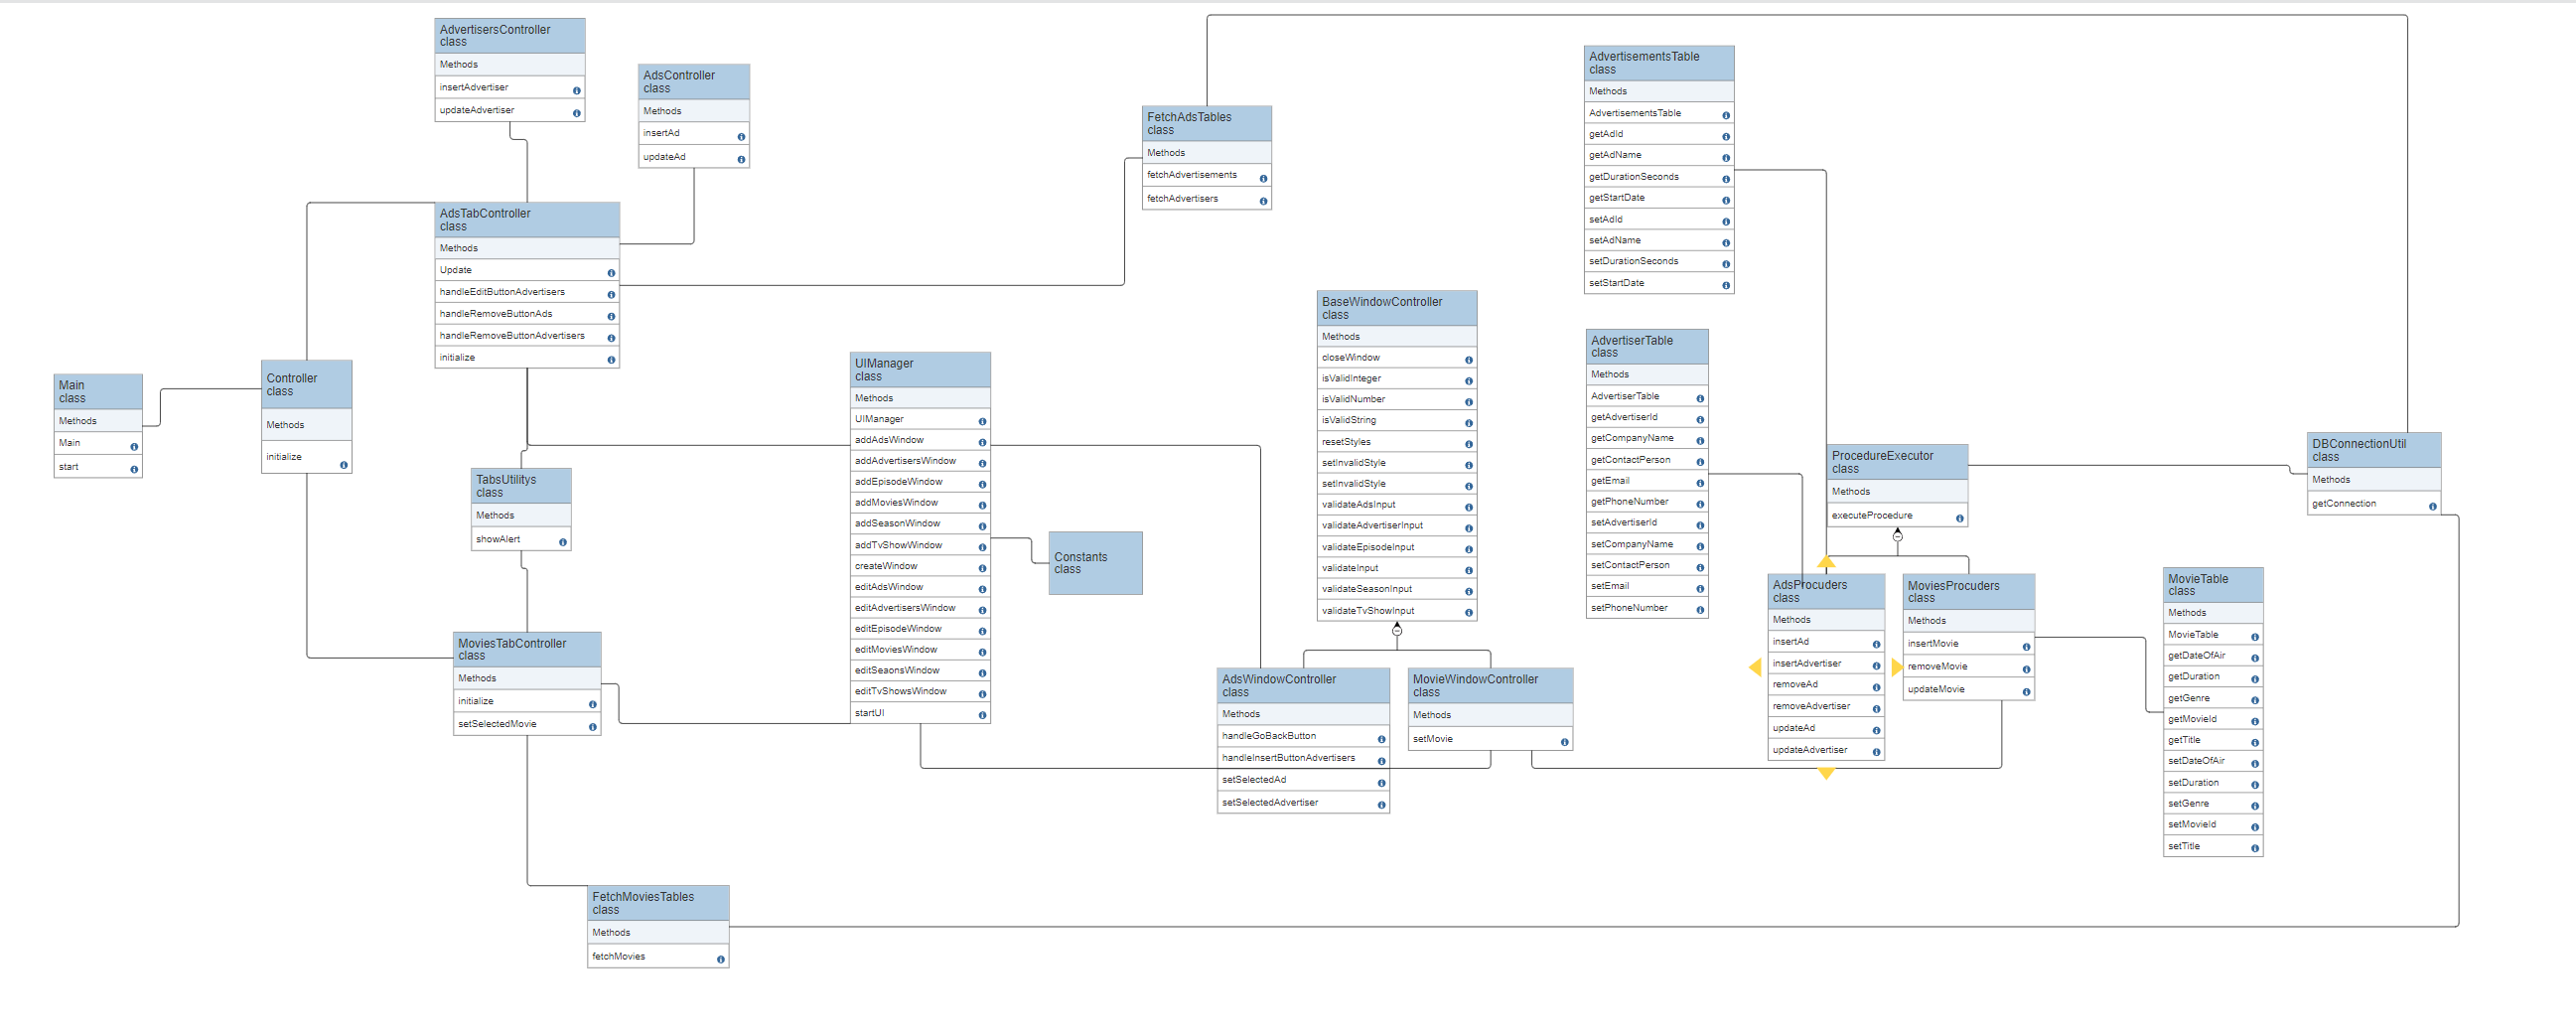 AdvertisersController
class
Methods
insertAdvertiser
updateAdvertiser
AdsController
class
Methods
insertAd
updateAd
FetchAdsTables
class
Methods
fetchAdvertisements
fetchAdvertisers
AdvertisementsTable
class
Methods
AdvertisementsTable
getAdId
getAdName
getDurationSeconds
getStartDate
setAdId
setAdName
setDurationSeconds
setStartDate
AdsTabController
class
Methods
Update
handleEditButtonAdvertisers
handleRemoveButtonAds
handleRemoveButtonAdvertisers
initialize
Main
class
Methods
Main
start
Controller
class
Methods
initialize
TabsUtilitys
class
Methods
showAlert
UIManager
class
Methods
UIManager
addAdsWindow
addAdvertisersWindow
addEpisodeWindow
addMoviesWindow
addSeasonWindow
addTvShowWindow
createWindow
editAdsWindow
editAdvertisersWindow
editEpisodeWindow
editMoviesWindow
editSeaonsWindow
editTvShowsWindow
startUI
Constants
class
BaseWindowController
class
Methods
closeWindow
isValidInteger
isValidNumber
isValidString
resetStyles
setInvalidStyle
setInvalidStyle
validateAdsInput
validateAdvertiserInput
validateEpisodeInput
validateInput
validateSeasonInput
validateTvShowInput
AdvertiserTable
class
Methods
AdvertiserTable
getAdvertiserId
getCompanyName
getContactPerson
getEmail
getPhoneNumber
setAdvertiserId
setCompanyName
setContactPerson
setEmail
setPhoneNumber
ProcedureExecutor
class
Methods
executeProcedure
DBConnectionUtil
class
Methods
getConnection
MoviesTabController
class
Methods
initialize
setSelectedMovie
AdsWindowController
class
Methods
handleGoBackButton
handleInsertButtonAdvertisers
setSelectedAd
setSelectedAdvertiser
MovieWindowController
class
Methods
setMovie
AdsProcuders
class
Methods
insertAd
insertAdvertiser
removeAd
removeAdvertiser
updateAd
updateAdvertiser
MoviesProcuders
class
Methods
insertMovie
removeMovie
updateMovie
MovieTable
class
Methods
MovieTable
getDateOfAir
getDuration
getGenre
getMovieId
getTitle
setDateOfAir
setDuration
setGenre
setMovieId
setTitle
FetchMoviesTables
class
Methods
fetchMovies